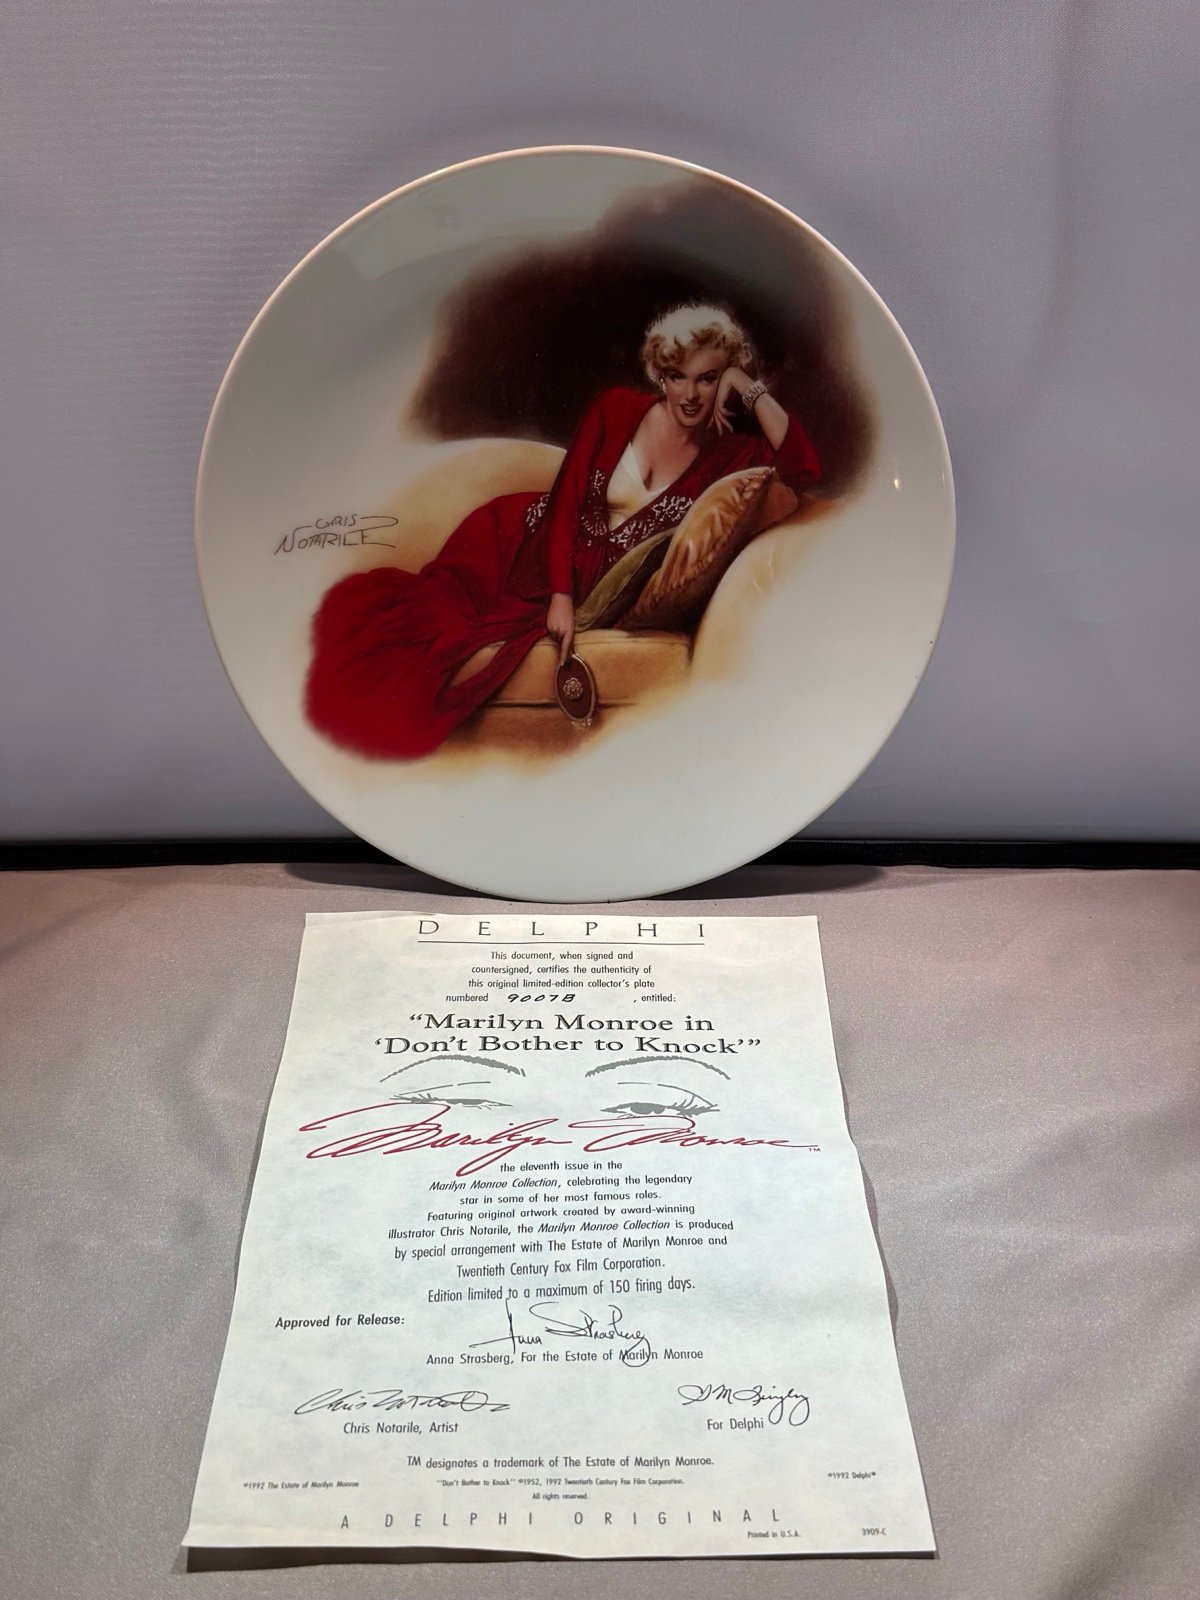 CHRIS
NOTARILE
DELPHI
This document, when signed and
countersigned, certifies the authenticity of
this original limited-edition collector's plate
numbered 9007B , entitled:
"Marilyn Monroe in
'Don't Bother to Knock'"
Marilyn Monroe™
the eleventh issue in the
Marilyn Monroe Collection, celebrating the legendary
star in some of her most famous roles.
Featuring original artwork created by award-winning
illustrator Chris Notarile, the Marilyn Monroe Collection is produced
by special arrangement with The Estate of Marilyn Monroe and
Twentieth Century Fox Film Corporation.
Edition limited to a maximum of 150 firing days.
Approved for Release:
Anna Strasberg
Anna Strasberg, For the Estate of Marilyn Monroe
Chris Notarile
Chris Notarile, Artist
For Delphi
TM designates a trademark of The Estate of Marilyn Monroe.
©1992 The Estate of Marilyn Monroe
"Don't Bother to Knock" ©1952, 1992 Twentieth Century Fox Film Corporation.
All rights reserved.
©1992 Delphi®
A DELPHI ORIGINAL
Printed in U.S.A.
3909-C